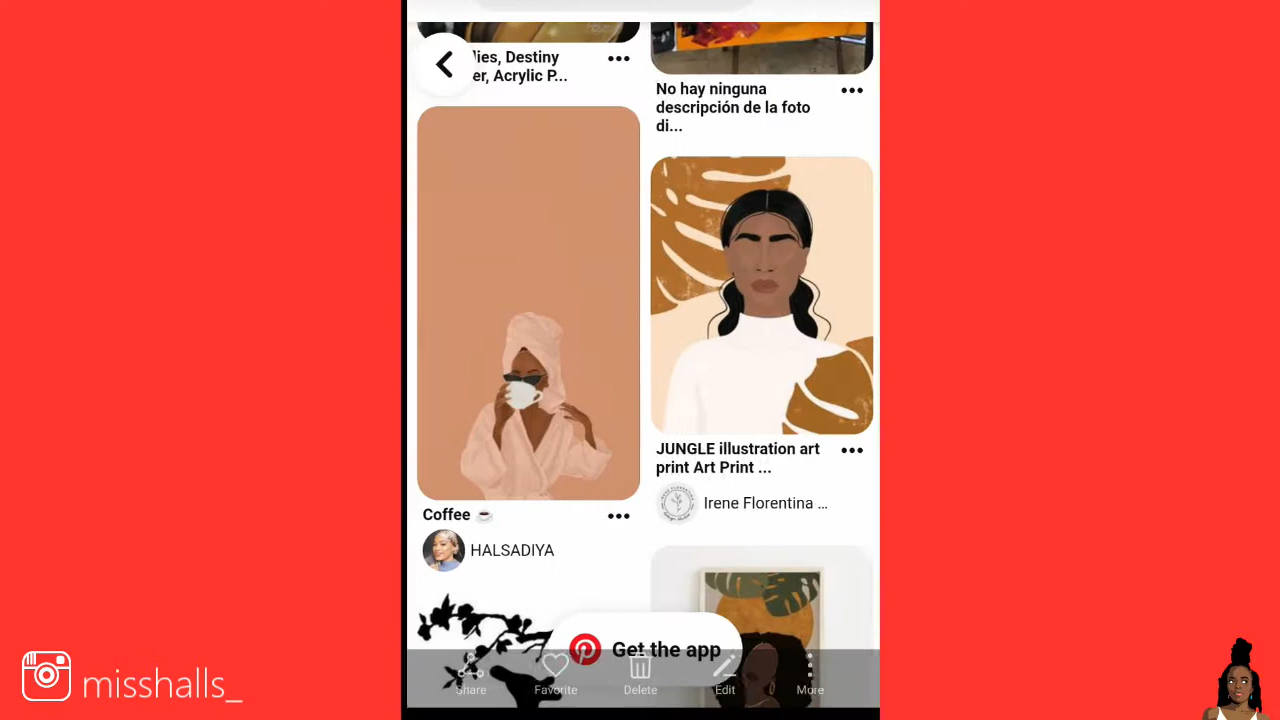 lies, Destiny
er, Acrylic P...
No hay ninguna
descripción de la foto
di...
JUNGLE illustration art
print Art Print ...
Irene Florentina ...
Coffee ☕
HALSADIYA
Get the app
Share
Favorite
Delete
Edit
More
misshalls_